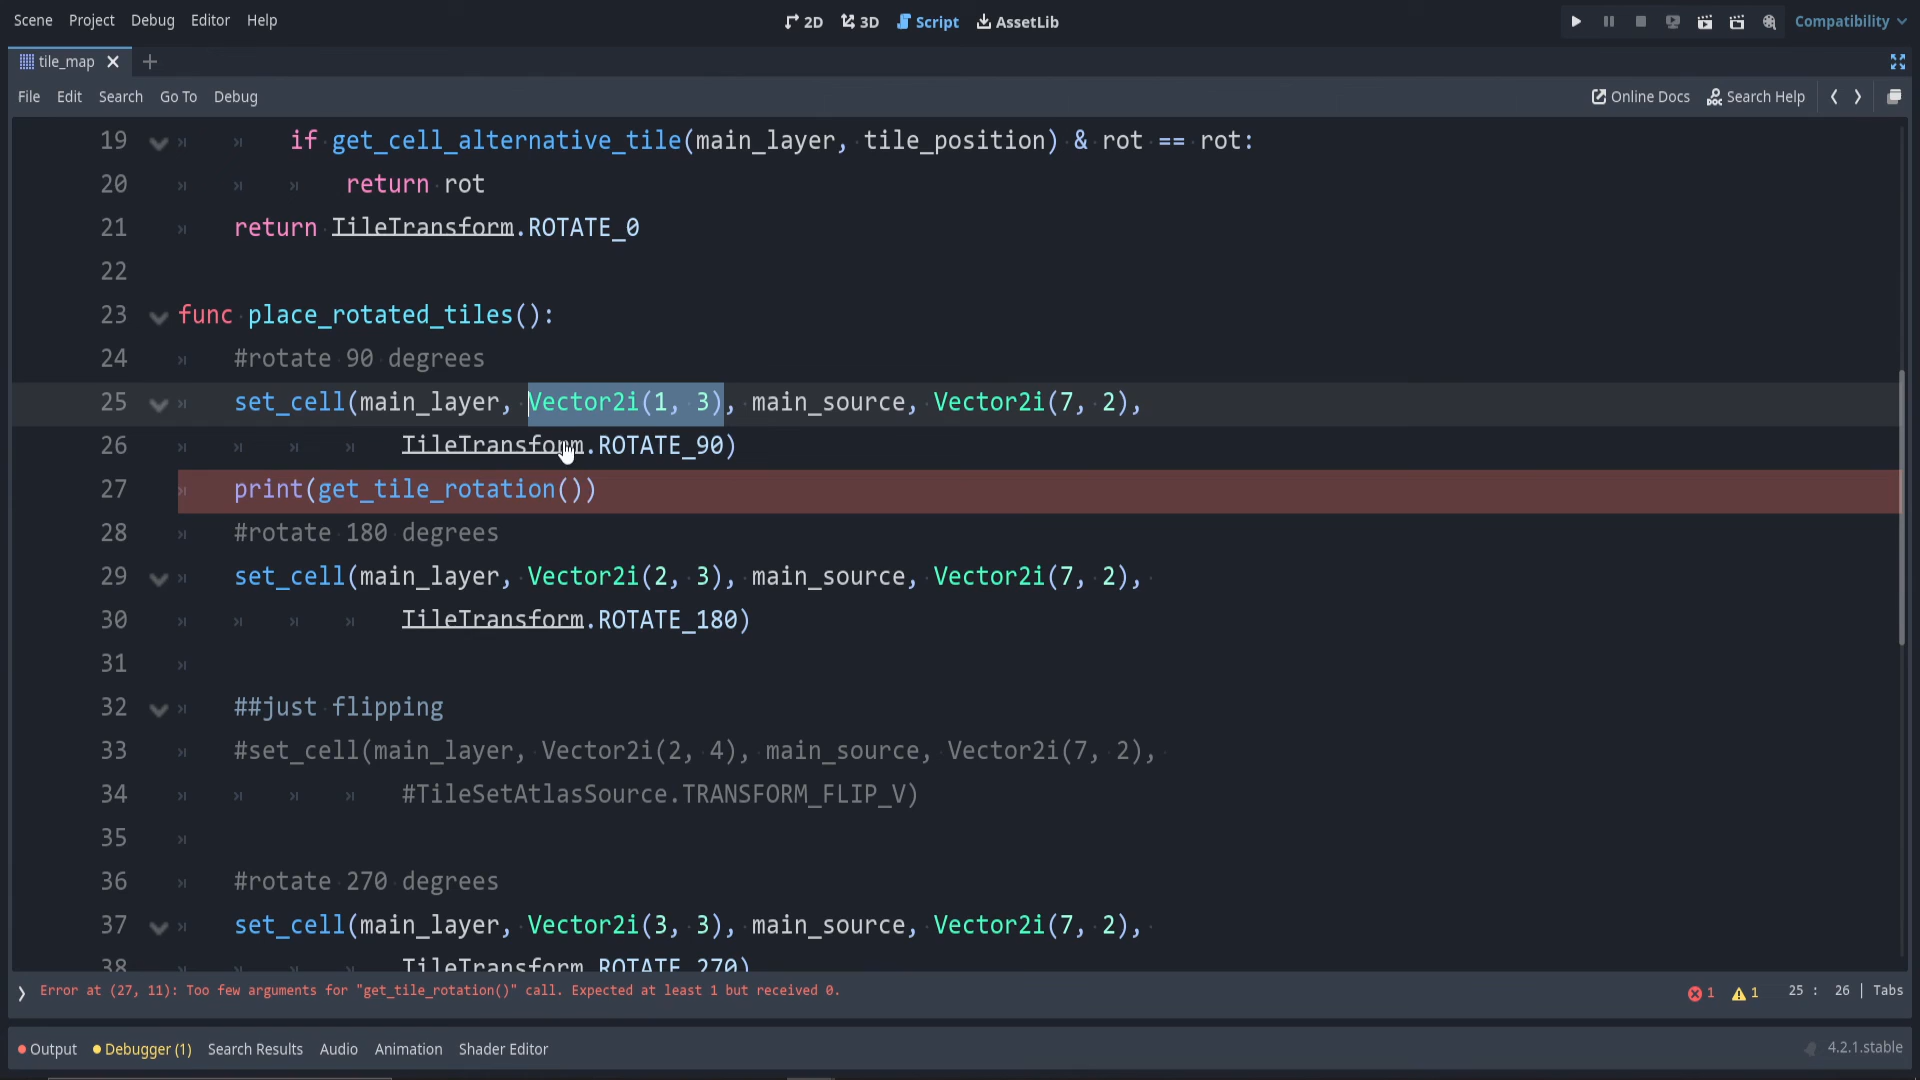 Scene Project Debug Editor Help 2D 3D Script AssetLib Compatibility
tile_map
File Edit Search Go To Debug Online Docs Search Help
19 if get_cell_alternative_tile(main_layer, tile_position) & rot == rot:
20 return rot
21 return TileTransform.ROTATE_0
22
23 func place_rotated_tiles():
24 #rotate 90 degrees
25 set_cell(main_layer, Vector2i(1, 3), main_source, Vector2i(7, 2),
26 TileTransform.ROTATE_90)
27 print(get_tile_rotation())
28 #rotate 180 degrees
29 set_cell(main_layer, Vector2i(2, 3), main_source, Vector2i(7, 2),
30 TileTransform.ROTATE_180)
31
32 ##just flipping
33 #set_cell(main_layer, Vector2i(2, 4), main_source, Vector2i(7, 2),
34 #TileSetAtlasSource.TRANSFORM_FLIP_V)
35
36 #rotate 270 degrees
37 set_cell(main_layer, Vector2i(3, 3), main_source, Vector2i(7, 2),
38 TileTransform.ROTATE_270)
Error at (27, 11): Too few arguments for "get_tile_rotation()" call. Expected at least 1 but received 0. 1 1 25 : 26 | Tabs
Output Debugger (1) Search Results Audio Animation Shader Editor 4.2.1.stable